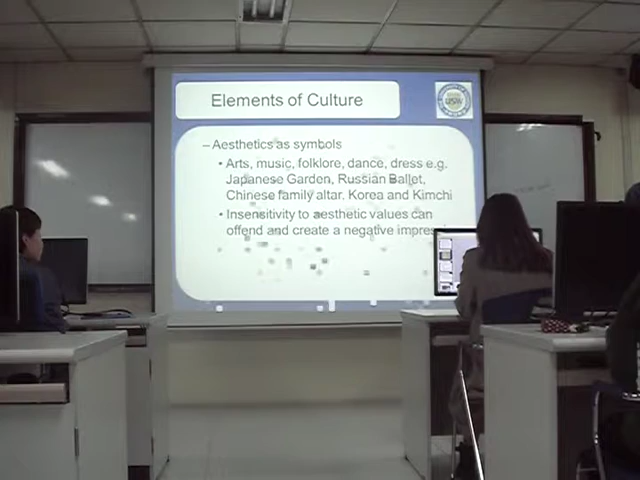 Elements of Culture
– Aesthetics as symbols
• Arts, music, folklore, dance, dress e.g.
Japanese Garden, Russian Ballet,
Chinese family altar. Korea and Kimchi
• Insensitivity to aesthetic values can
offend and create a negative